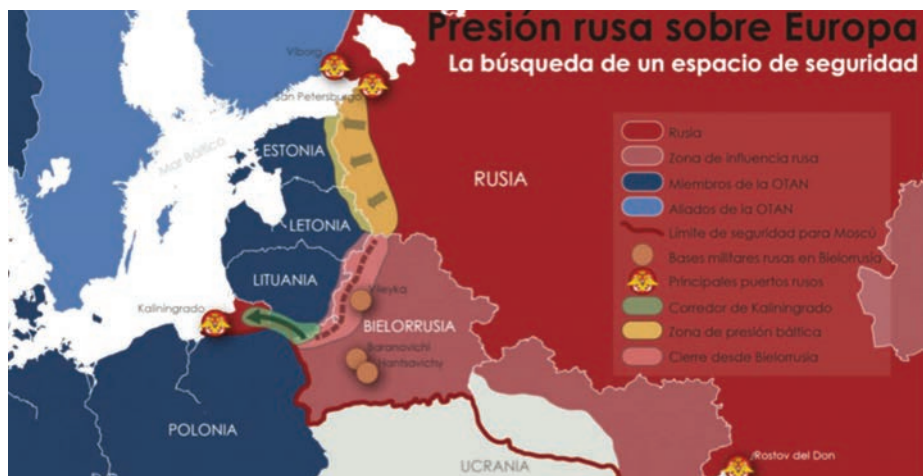 Presión rusa sobre Europa
La búsqueda de un espacio de seguridad
Viborg
San Petersburgo
Mar Báltico
ESTONIA
RUSIA
LETONIA
LITUANIA
Kaliningrado
Vileyka
BIELORRUSIA
Baranovichi
Hantsavichy
POLONIA
UCRANIA
Rostov del Don
Rusia
Zona de influencia rusa
Miembros de la OTAN
Aliados de la OTAN
Límite de seguridad para Moscú
Bases militares rusas en Bielorrusia
Principales puertos rusos
Corredor de Kaliningrado
Zona de presión báltica
Cierre desde Bielorrusia